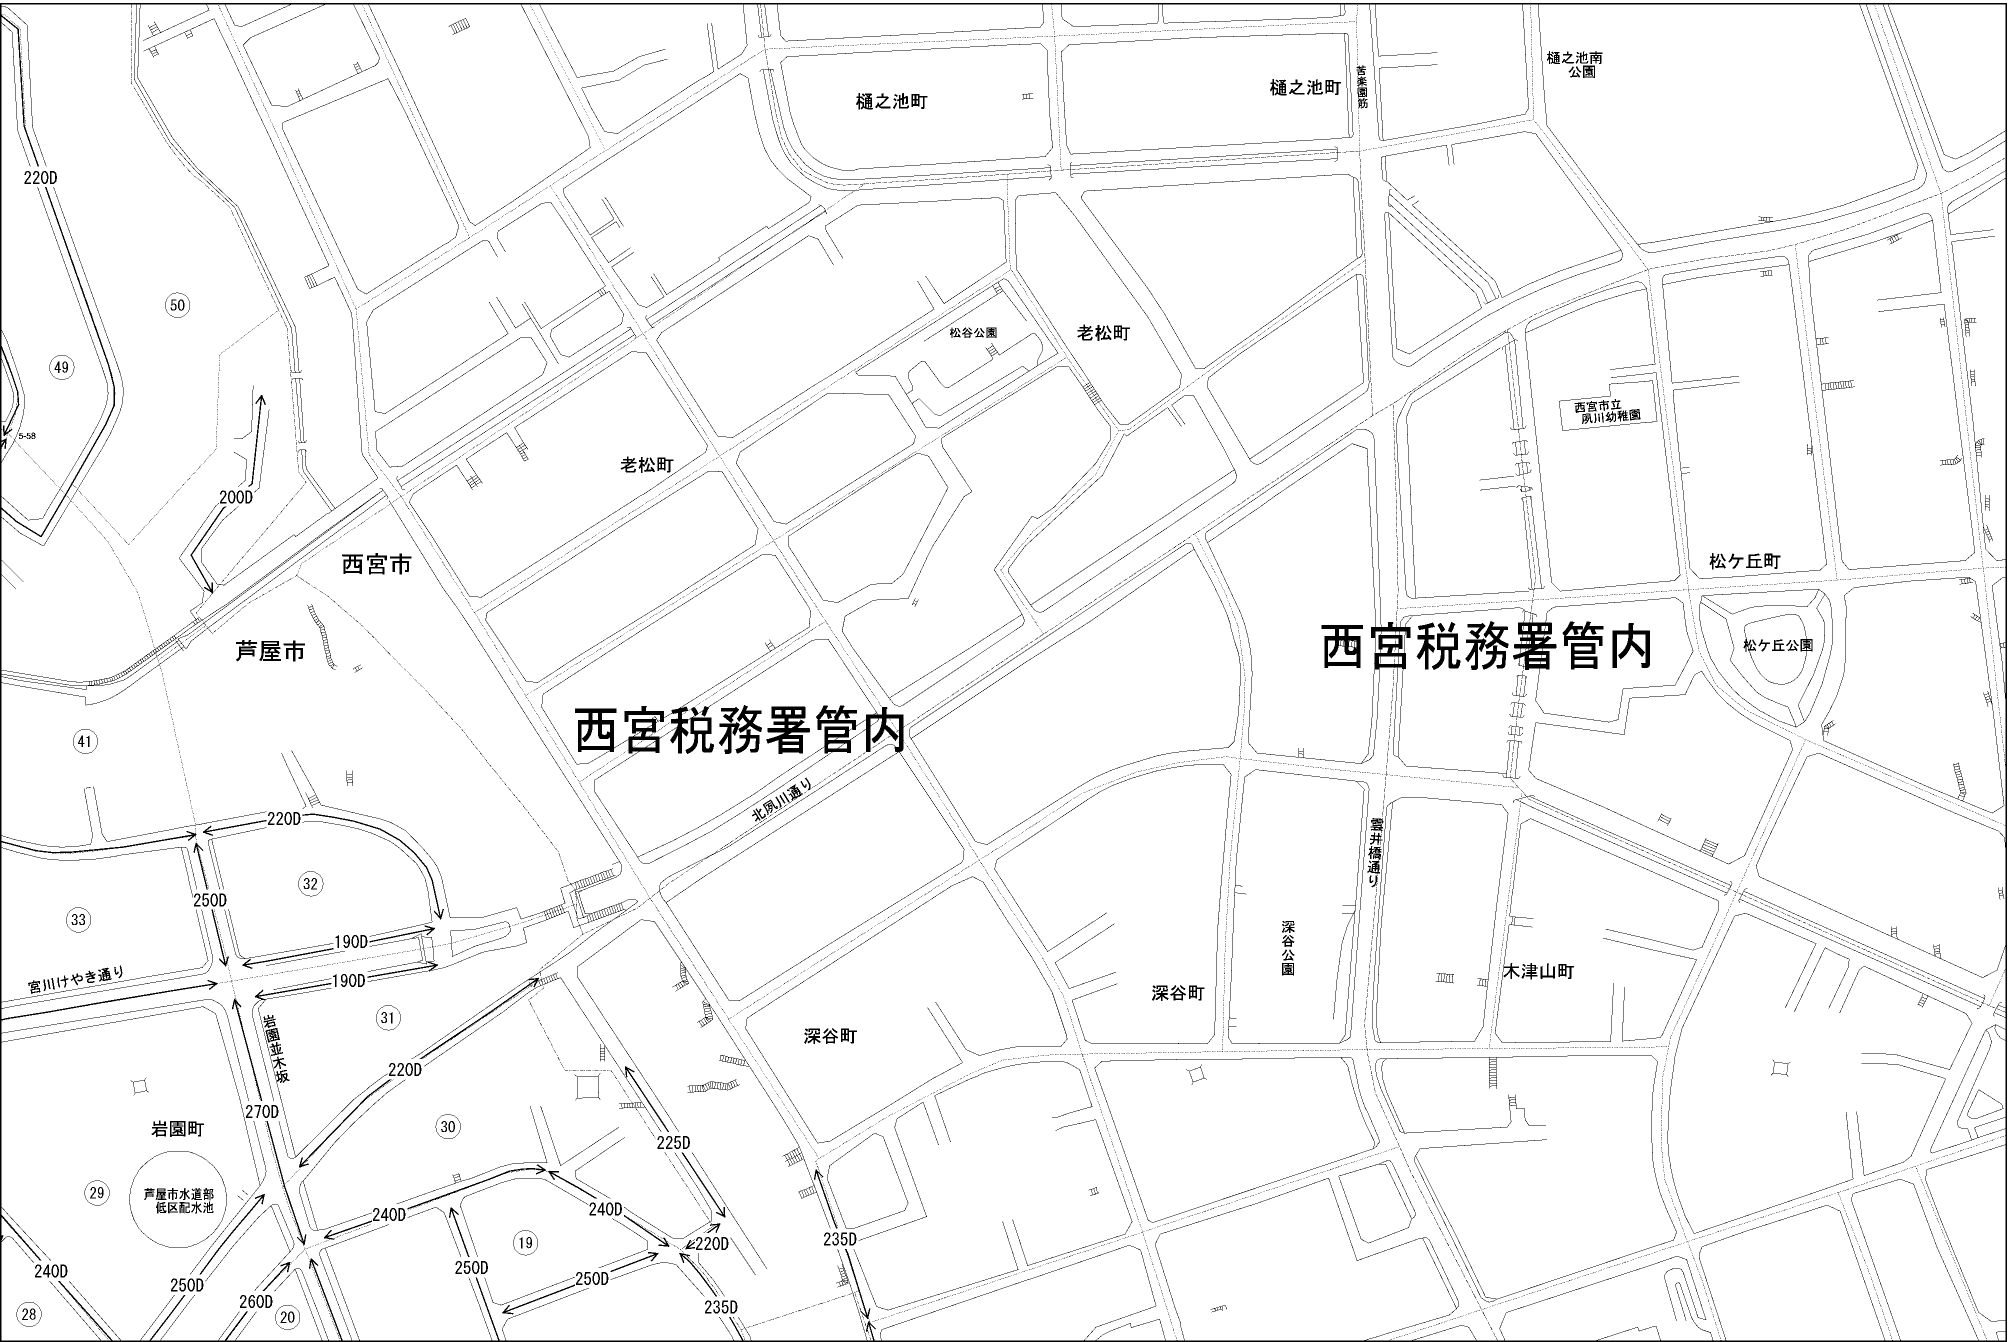 樋之池南
公園
樋之池町
苦楽園筋
樋之池町
220D
50
松谷公園
老松町
49
西宮市立
夙川幼稚園
5-58
老松町
200D
西宮市
松ケ丘町
芦屋市
西宮税務署管内
松ケ丘公園
西宮税務署管内
41
北夙川通り
220D
雲井橋通り
32
250D
33
190D
深谷公園
宮川けやき通り
190D
木津山町
深谷町
31
岩園並木坂
深谷町
220D
270D
岩園町
30
225D
29
芦屋市水道部
低区配水池
240D
240D
235D
19
220D
240D
250D
250D
250D
260D
235D
28
20